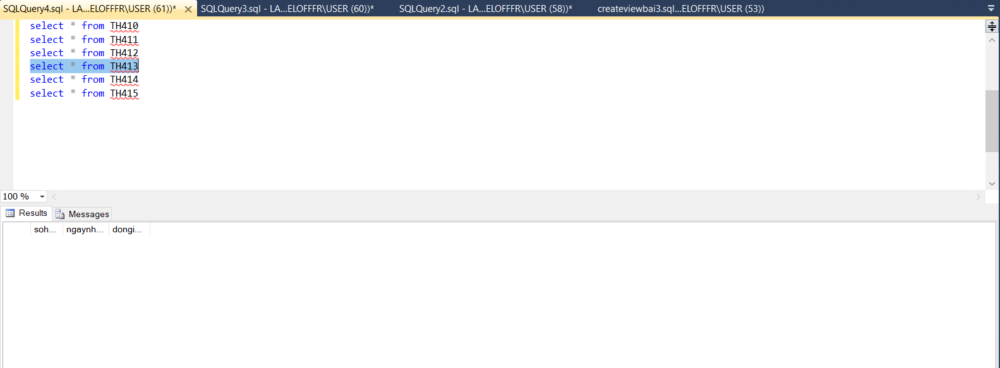 SQLQuery4.sql - LA...ELOFFFR\USER (61))* SQLQuery3.sql - LA...ELOFFFR\USER (60))* SQLQuery2.sql - LA...ELOFFFR\USER (58))* createviewbai3.sql...ELOFFFR\USER (53))
select * from TH410
select * from TH411
select * from TH412
select * from TH413
select * from TH414
select * from TH415
100 %
Results Messages
soh... ngaynh... dongi...